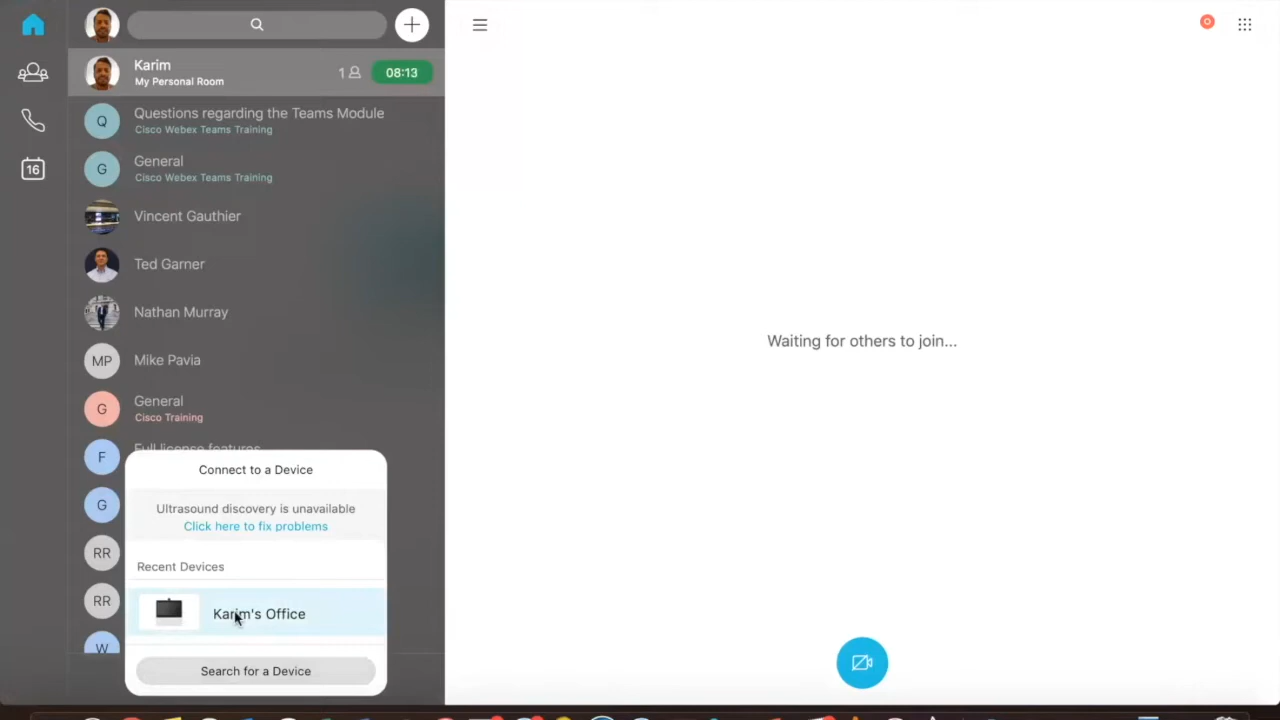 Karim
My Personal Room
1
08:13
Q
Questions regarding the Teams Module
Cisco Webex Teams Training
16
G
General
Cisco Webex Teams Training
Vincent Gauthier
Ted Garner
Nathan Murray
MP
Mike Pavia
G
General
Cisco Training
F
Full license features
G
RR
RR
W
Connect to a Device
Ultrasound discovery is unavailable
Click here to fix problems
Recent Devices
Karim's Office
Search for a Device
Waiting for others to join...